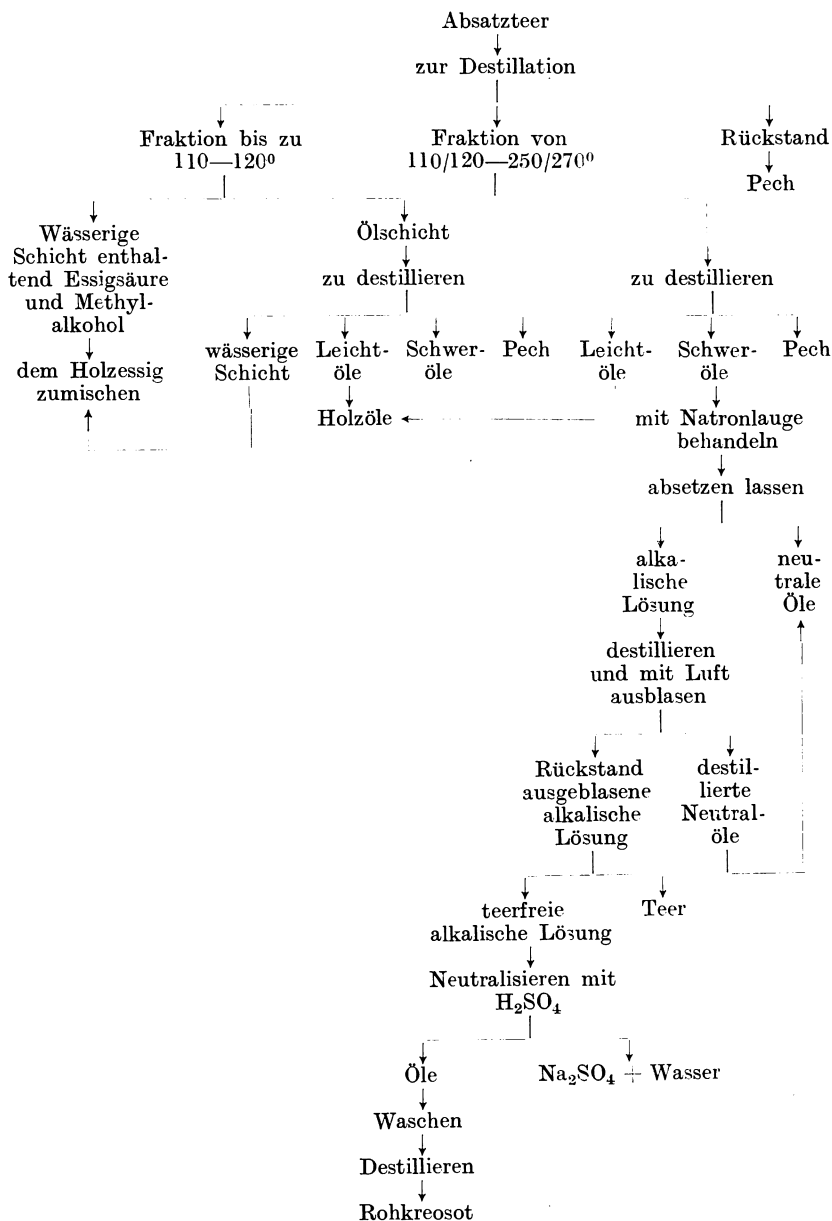 Absatzteer
zur Destillation
Fraktion bis zu
110—120⁰
Fraktion von
110/120—250/270⁰
Rückstand
Pech
Wässerige
Schicht enthal-
tend Essigsäure
und Methyl-
alkohol
dem Holzessig
zumischen
Ölschicht
zu destillieren
wässerige
Schicht
Leicht-
öle
Holzöle
Schwer-
öle
Pech
zu destillieren
Leicht-
öle
Schwer-
öle
Pech
mit Natronlauge
behandeln
absetzen lassen
alka-
lische
Lösung
neu-
trale
Öle
destillieren
und mit Luft
ausblasen
Rückstand
ausgeblasene
alkalische
Lösung
destil-
lierte
Neutral-
öle
teerfreie
alkalische Lösung
Teer
Neutralisieren mit
H₂SO₄
Öle
Na₂SO₄ + Wasser
Waschen
Destillieren
Rohkreosot